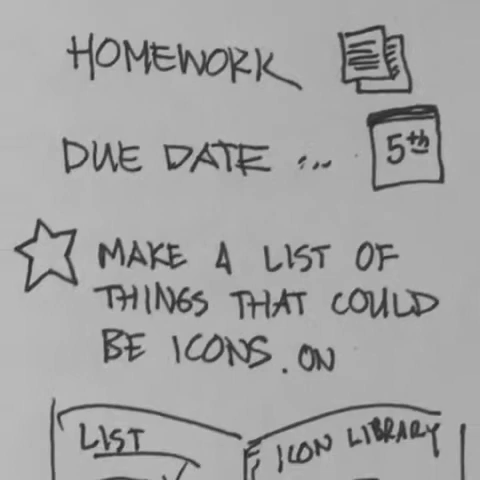 HOMEWORK
DUE DATE ... 5th
MAKE A LIST OF
THINGS THAT COULD
BE ICONS. ON
LIST
ICON LIBRARY